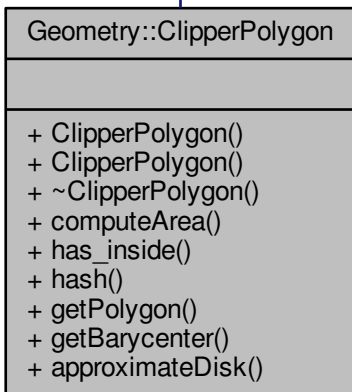 Geometry::ClipperPolygon
+ ClipperPolygon()
+ ClipperPolygon()
+ ~ClipperPolygon()
+ computeArea()
+ has_inside()
+ hash()
+ getPolygon()
+ getBarycenter()
+ approximateDisk()